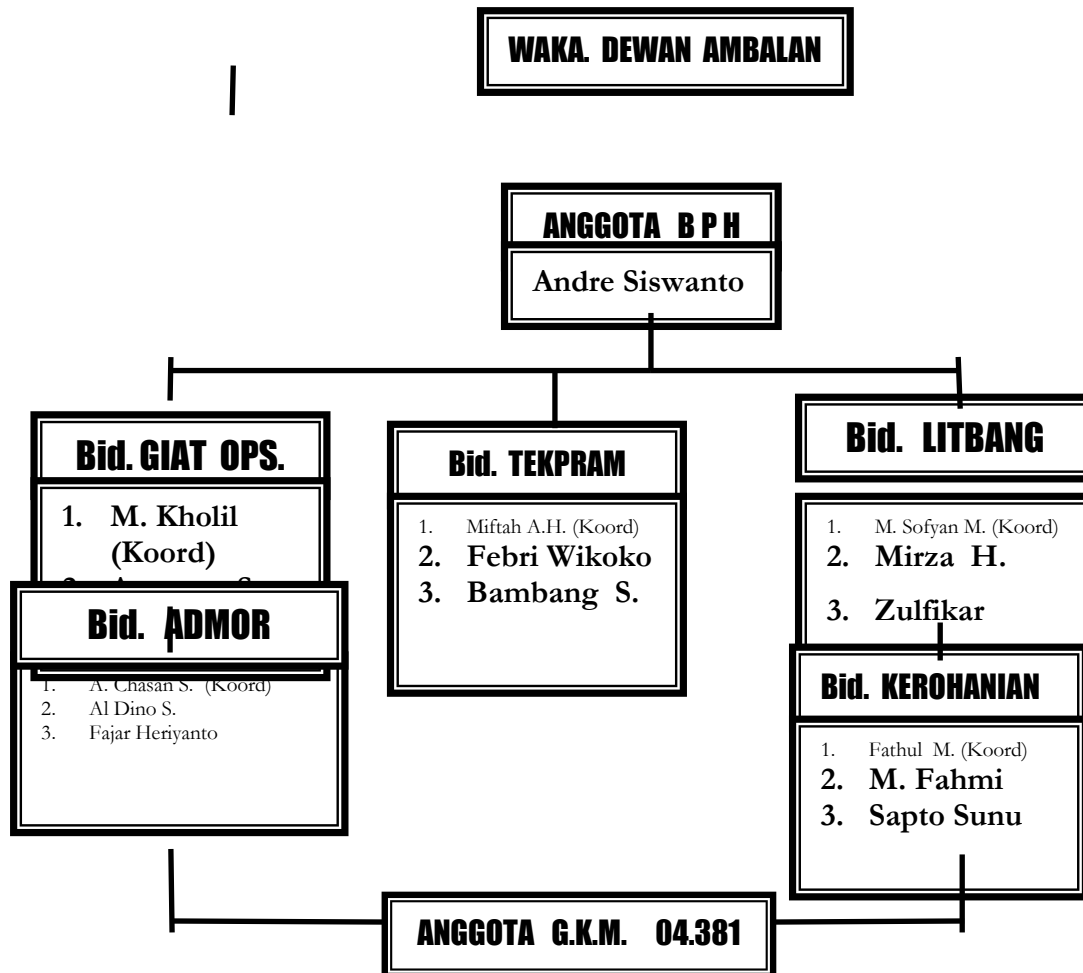 WAKA. DEWAN AMBALAN
ANGGOTA B P H
Andre Siswanto
Bid. GIAT OPS.
1. M. Kholil
(Koord)
Bid. ADMOR
1. A. Chasan S. (Koord)
2. Al Dino S.
3. Fajar Heriyanto
Bid. TEKPRAM
1. Miftah A.H. (Koord)
2. Febri Wikoko
3. Bambang S.
Bid. LITBANG
1. M. Sofyan M. (Koord)
2. Mirza H.
3. Zulfikar
Bid. KEROHANIAN
1. Fathul M. (Koord)
2. M. Fahmi
3. Sapto Sunu
ANGGOTA G.K.M. 04.381